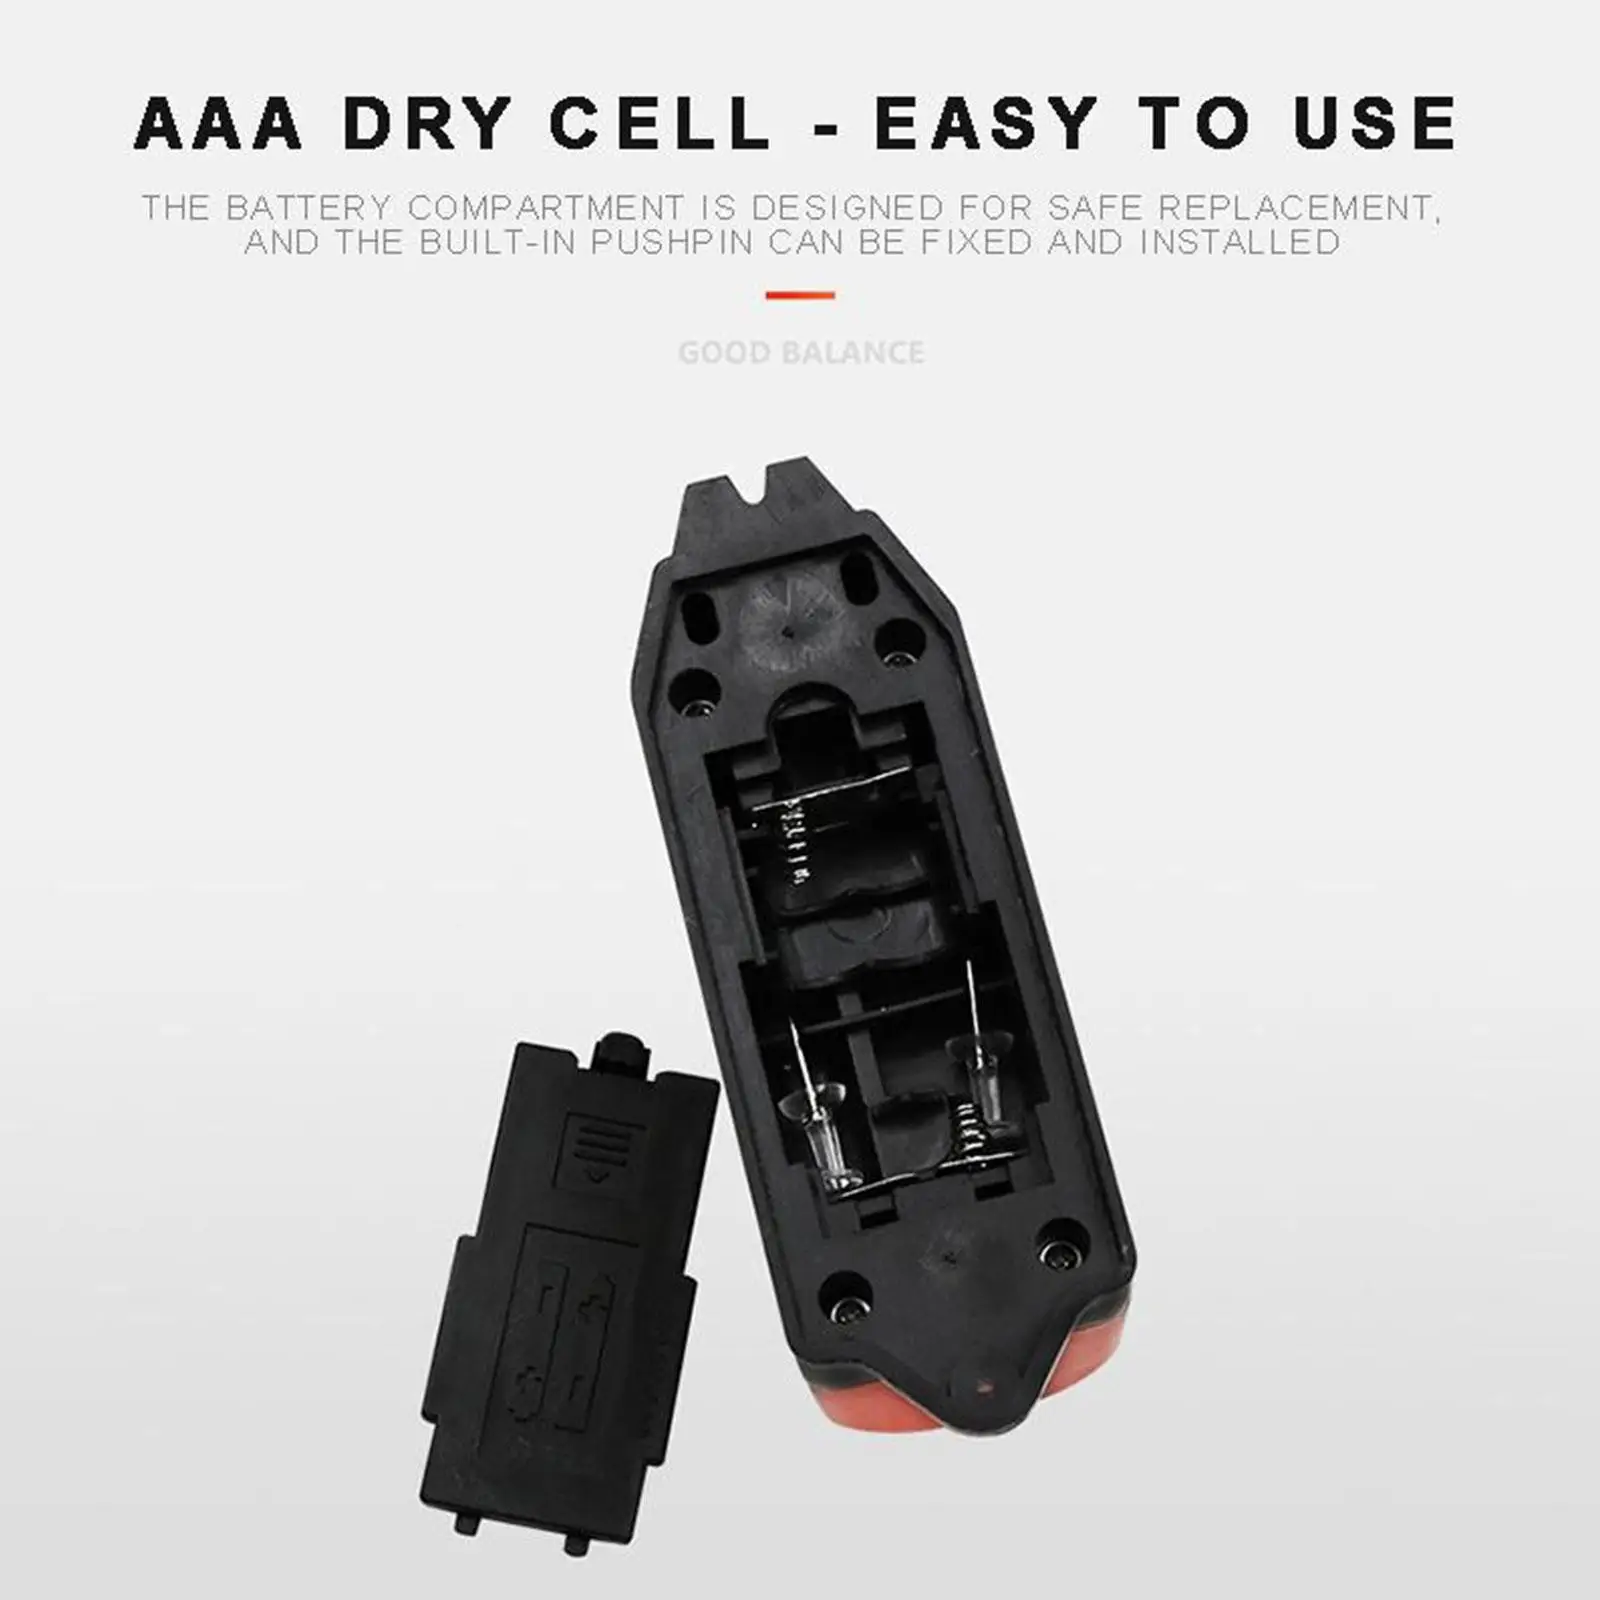 AAA DRY CELL - EASY TO USE
THE BATTERY COMPARTMENT IS DESIGNED FOR SAFE REPLACEMENT,
AND THE BUILT-IN PUSHPIN CAN BE FIXED AND INSTALLED
GOOD BALANCE